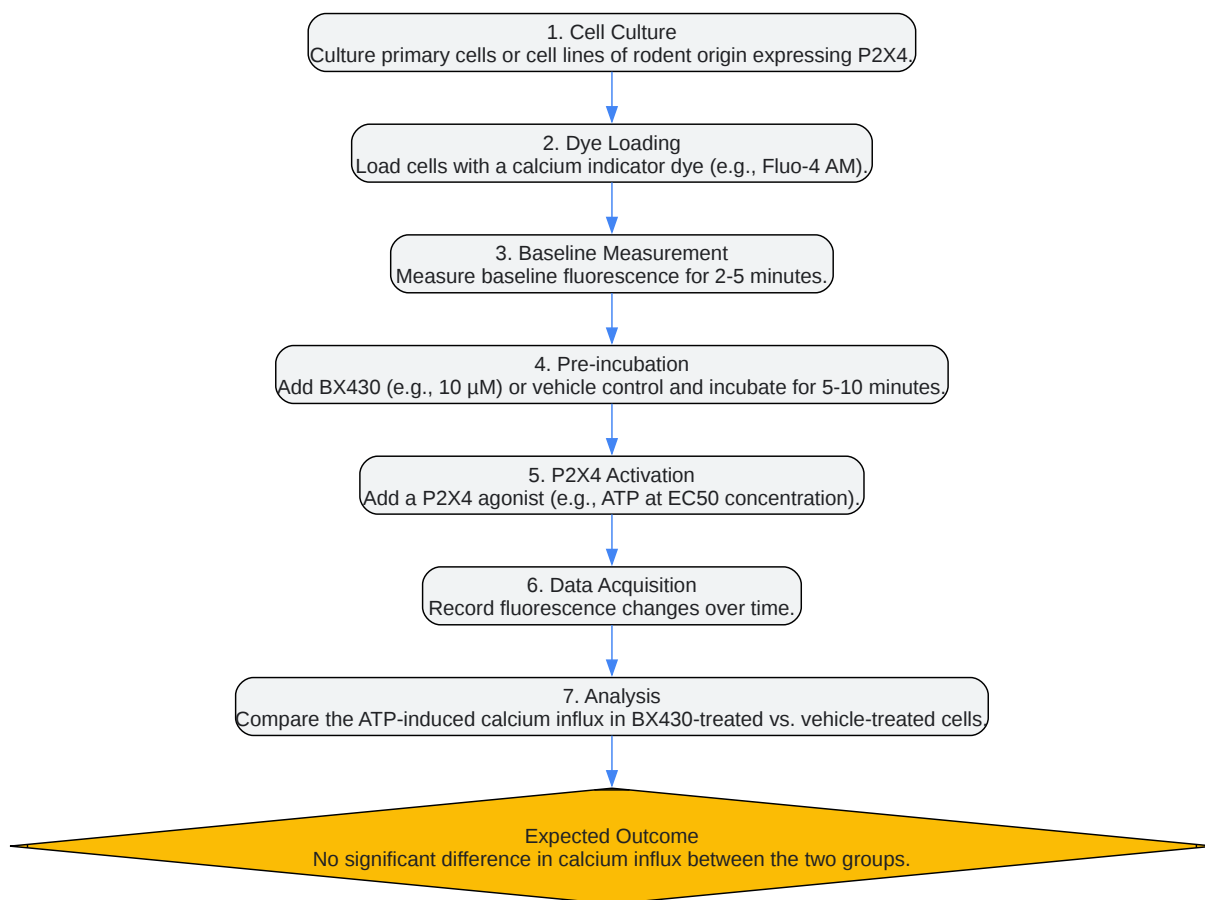 1. Cell Culture
Culture primary cells or cell lines of rodent origin expressing P2X4.
2. Dye Loading
Load cells with a calcium indicator dye (e.g., Fluo-4 AM).
3. Baseline Measurement
Measure baseline fluorescence for 2-5 minutes.
4. Pre-incubation
Add BX430 (e.g., 10 µM) or vehicle control and incubate for 5-10 minutes.
5. P2X4 Activation
Add a P2X4 agonist (e.g., ATP at EC50 concentration).
6. Data Acquisition
Record fluorescence changes over time.
7. Analysis
Compare the ATP-induced calcium influx in BX430-treated vs. vehicle-treated cells.
Expected Outcome
No significant difference in calcium influx between the two groups.